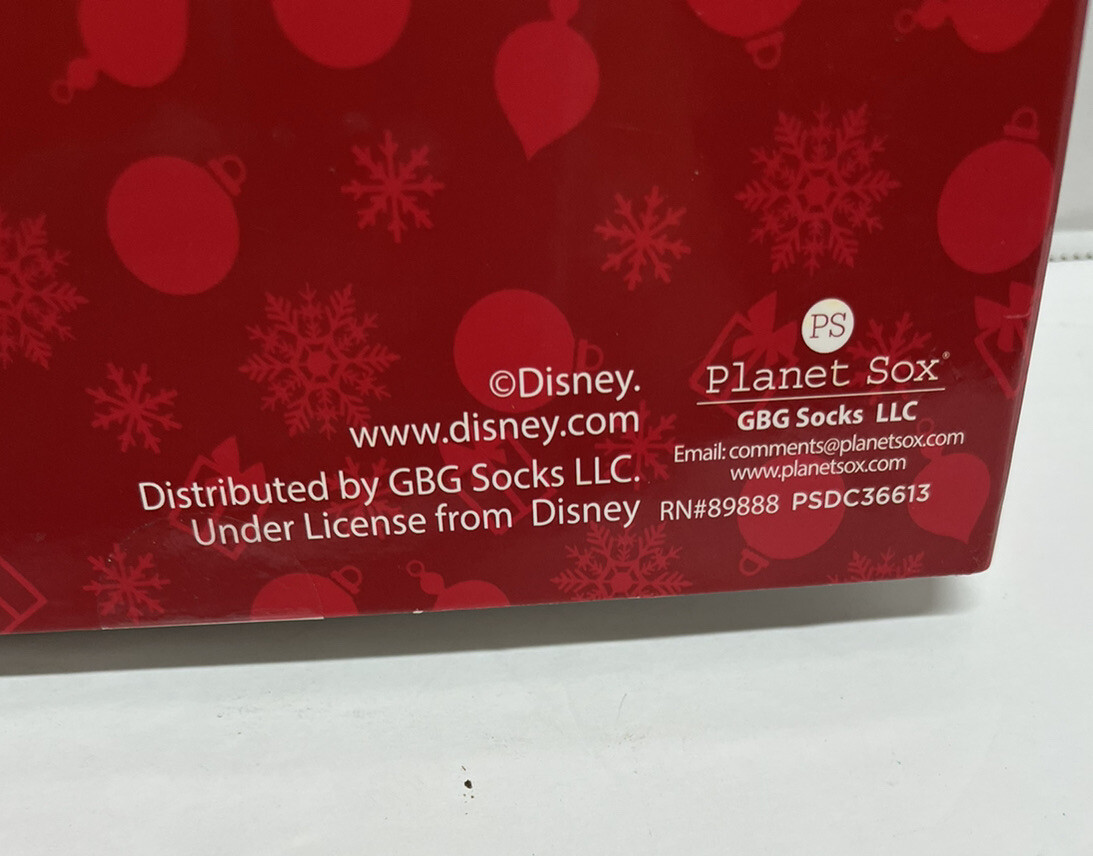 ©Disney.
www.disney.com
Distributed by GBG Socks LLC.
Under License from Disney
PS
Planet Sox®
GBG Socks LLC
Email: comments@planetsox.com
www.planetsox.com
RN#89888 PSDC36613